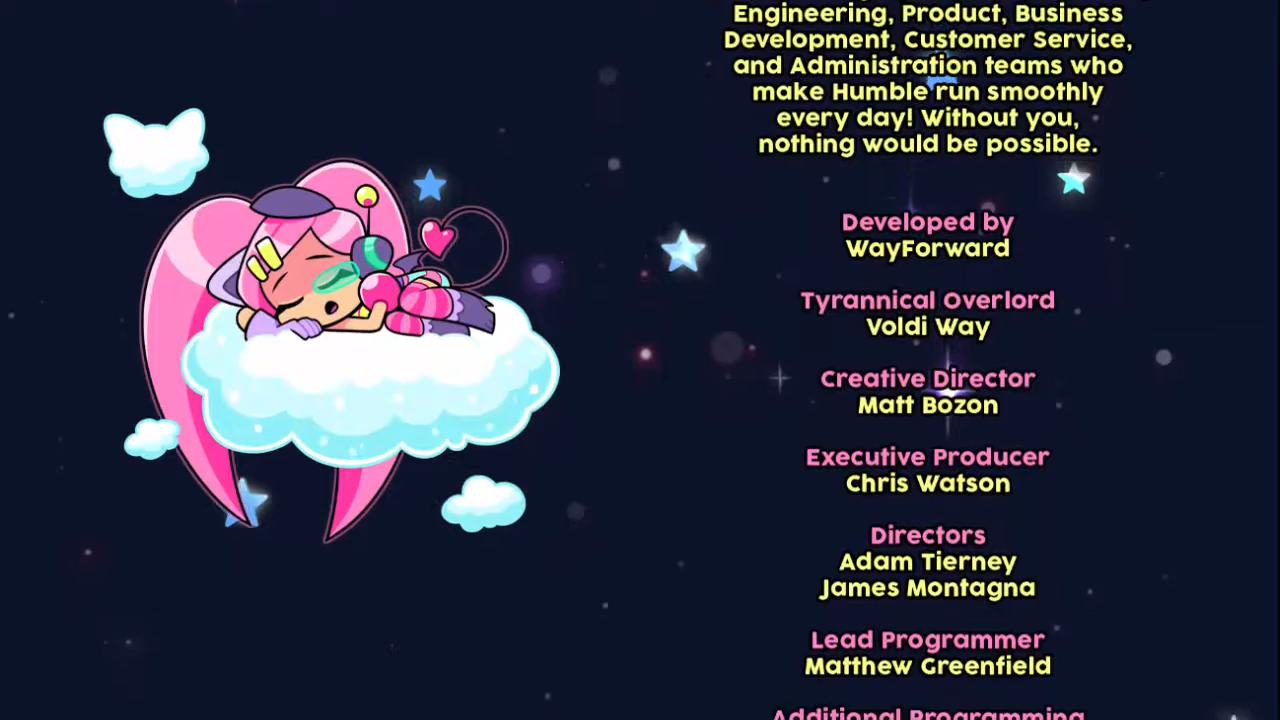 Engineering, Product, Business
Development, Customer Service,
and Administration teams who
make Humble run smoothly
every day! Without you,
nothing would be possible.
Developed by
WayForward
Tyrannical Overlord
Voldi Way
Creative Director
Matt Bozon
Executive Producer
Chris Watson
Directors
Adam Tierney
James Montagna
Lead Programmer
Matthew Greenfield
Additional Programming